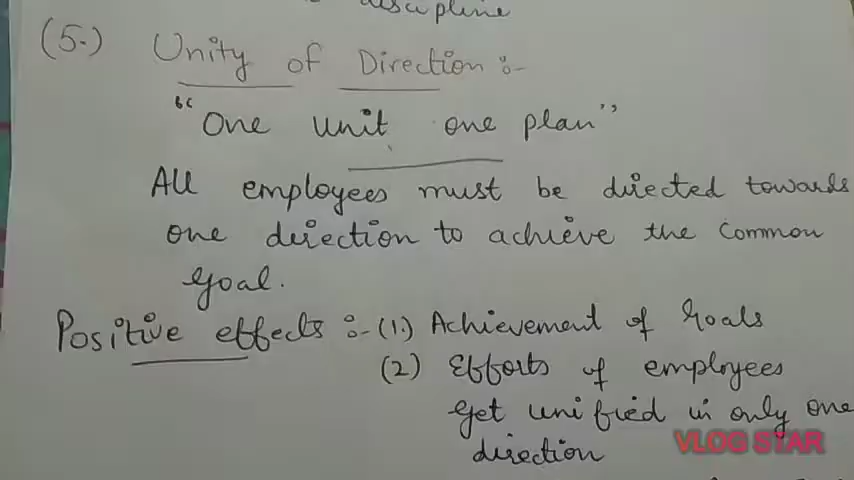 discipline
(5.) Unity of Direction :-
"One unit one plan"
All employees must be directed towards
one direction to achieve the common
goal.
Positive effects :- (1.) Achievement of Goals
(2) Efforts of employees
get unified in only one
direction
VLOG STAR